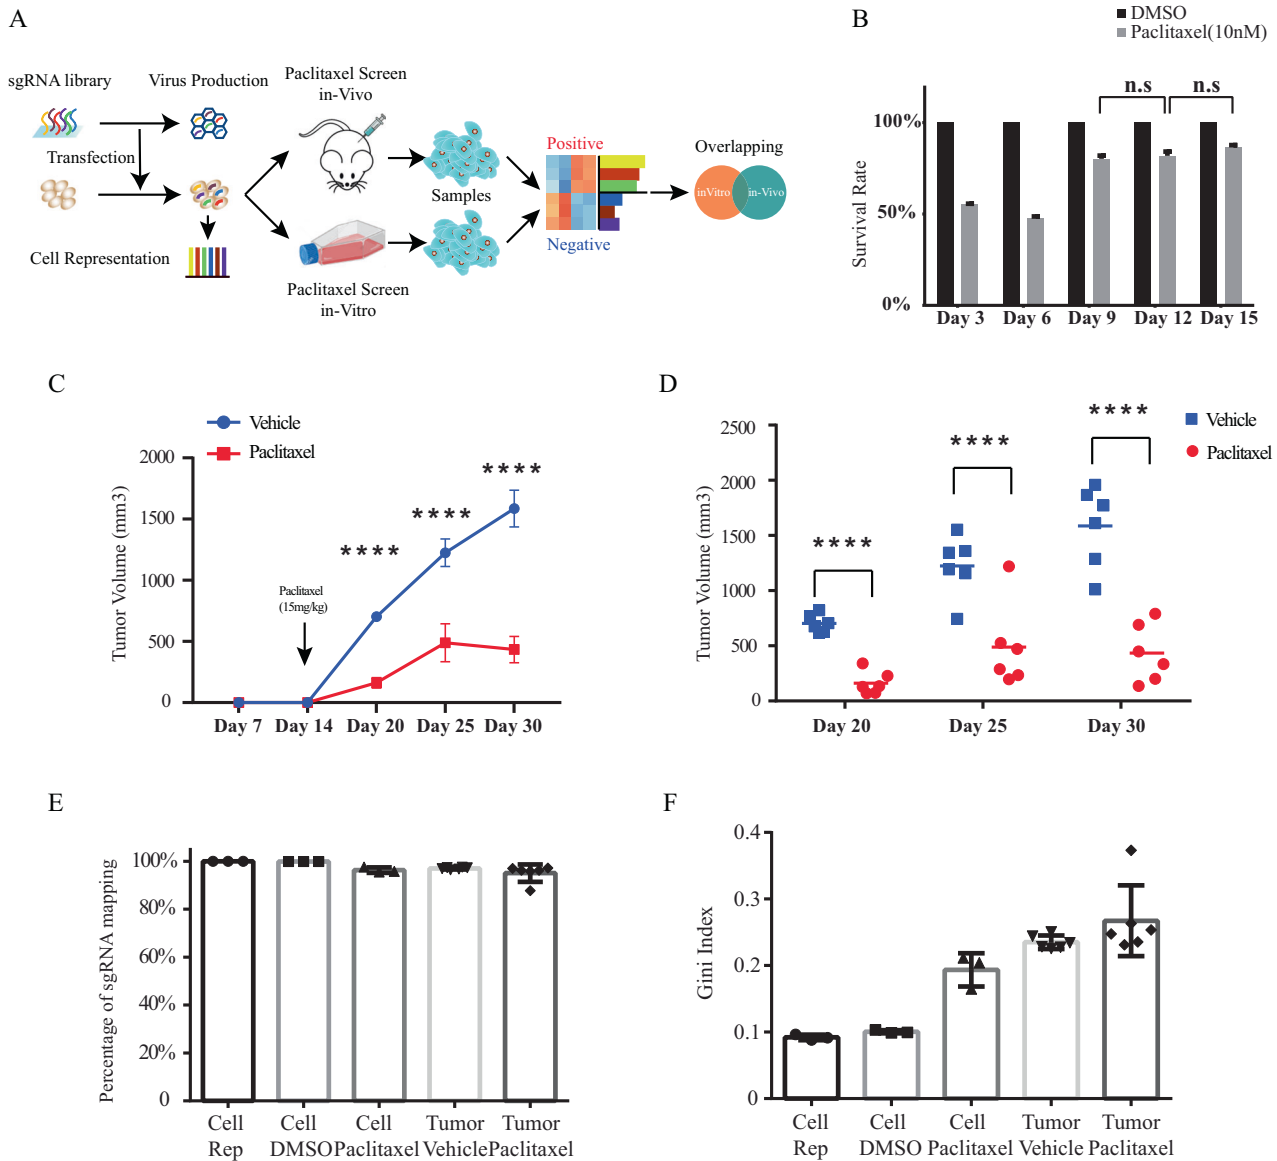 A
sgRNA library
Virus Production
Paclitaxel Screen
in-Vivo
Transfection
Samples
Positive
Negative
Overlapping
inVitro
in-Vivo
Cell Representation
Paclitaxel Screen
in-Vitro
B
DMSO
Paclitaxel(10nM)
n.s
n.s
Survival Rate
100%
50%
0%
Day 3
Day 6
Day 9
Day 12
Day 15
C
Vehicle
Paclitaxel
Tumor Volume (mm3)
2000
1500
1000
500
0
Paclitaxel
(15mg/kg)
****
****
****
Day 7
Day 14
Day 20
Day 25
Day 30
D
Vehicle
Paclitaxel
Tumor Volume (mm3)
2500
2000
1500
1000
500
0
****
****
****
Day 20
Day 25
Day 30
E
Percentage of sgRNA mapping
100%
80%
60%
40%
20%
0
Cell
Rep
Cell
DMSO
Cell
Paclitaxel
Tumor
Vehicle
Tumor
Paclitaxel
F
Gini Index
0.4
0.3
0.2
0.1
0
Cell
Rep
Cell
DMSO
Cell
Paclitaxel
Tumor
Vehicle
Tumor
Paclitaxel